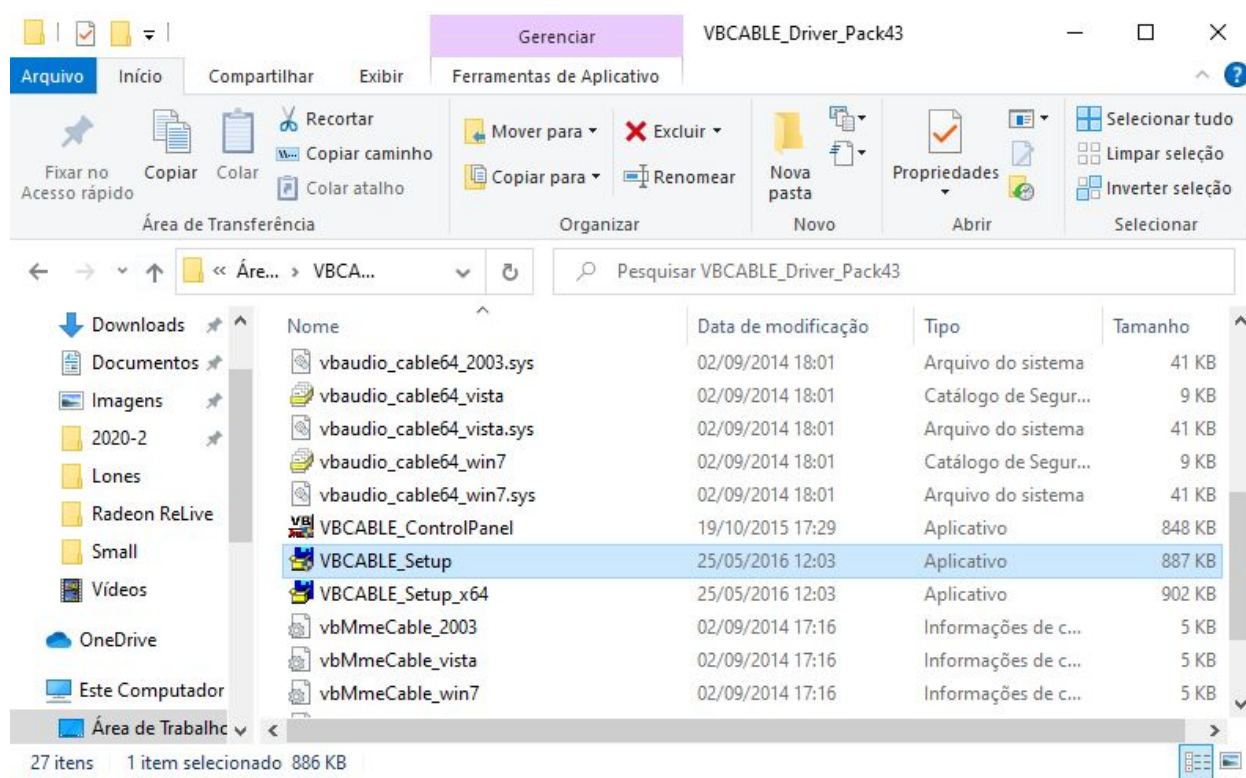 Gerenciar VBCABLE_Driver_Pack43
Arquivo Início Compartilhar Exibir Ferramentas de Aplicativo
Fixar no Acesso rápido
Copiar
Colar
Recortar
Copiar caminho
Colar atalho
Área de Transferência
Mover para
Copiar para
Excluir
Renomear
Organizar
Nova pasta
Novo
Propriedades
Abrir
Selecionar tudo
Limpar seleção
Inverter seleção
Selecionar
« Áre... › VBCA...
Pesquisar VBCABLE_Driver_Pack43
Downloads
Documentos
Imagens
2020-2
Lones
Radeon ReLive
Small
Vídeos
OneDrive
Este Computador
Área de Trabalho
Nome Data de modificação Tipo Tamanho
vbaudio_cable64_2003.sys 02/09/2014 18:01 Arquivo do sistema 41 KB
vbaudio_cable64_vista 02/09/2014 18:01 Catálogo de Segur... 9 KB
vbaudio_cable64_vista.sys 02/09/2014 18:01 Arquivo do sistema 41 KB
vbaudio_cable64_win7 02/09/2014 18:01 Catálogo de Segur... 9 KB
vbaudio_cable64_win7.sys 02/09/2014 18:01 Arquivo do sistema 41 KB
VBCABLE_ControlPanel 19/10/2015 17:29 Aplicativo 848 KB
VBCABLE_Setup 25/05/2016 12:03 Aplicativo 887 KB
VBCABLE_Setup_x64 25/05/2016 12:03 Aplicativo 902 KB
vbMmeCable_2003 02/09/2014 17:16 Informações de c... 5 KB
vbMmeCable_vista 02/09/2014 17:16 Informações de c... 5 KB
vbMmeCable_win7 02/09/2014 17:16 Informações de c... 5 KB
27 itens 1 item selecionado 886 KB